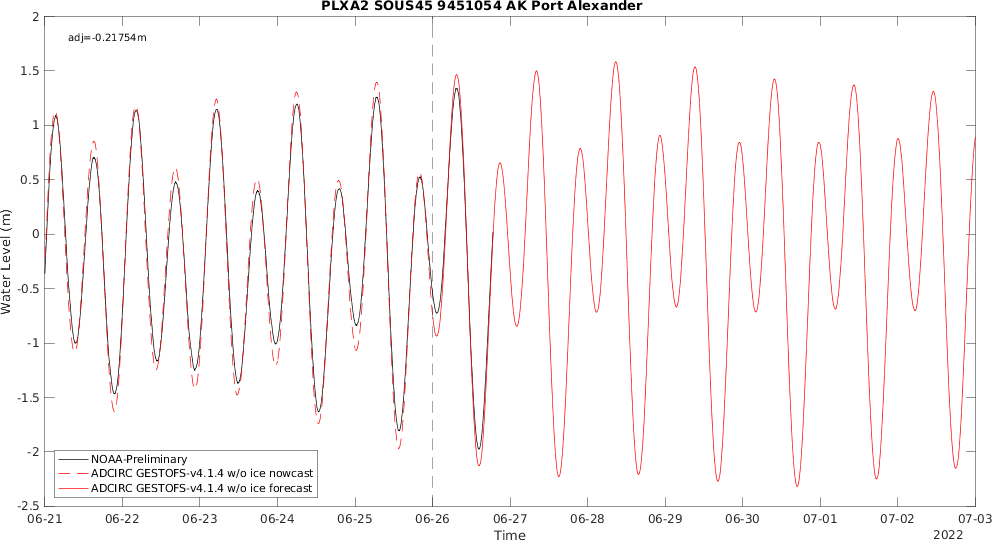 PLXA2 SOUS45 9451054 AK Port Alexander
adj=-0.21754m
Water Level (m)
2
1.5
1
0.5
0
-0.5
-1
-1.5
-2
-2.5
NOAA-Preliminary
ADCIRC GESTOFS-v4.1.4 w/o ice nowcast
ADCIRC GESTOFS-v4.1.4 w/o ice forecast
06-21 06-22 06-23 06-24 06-25 06-26 06-27 06-28 06-29 06-30 07-01 07-02 07-03
Time
2022